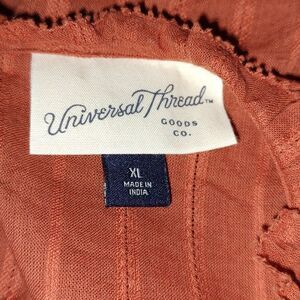 Universal Thread™
GOODS
CO.
XL
MADE IN
INDIA